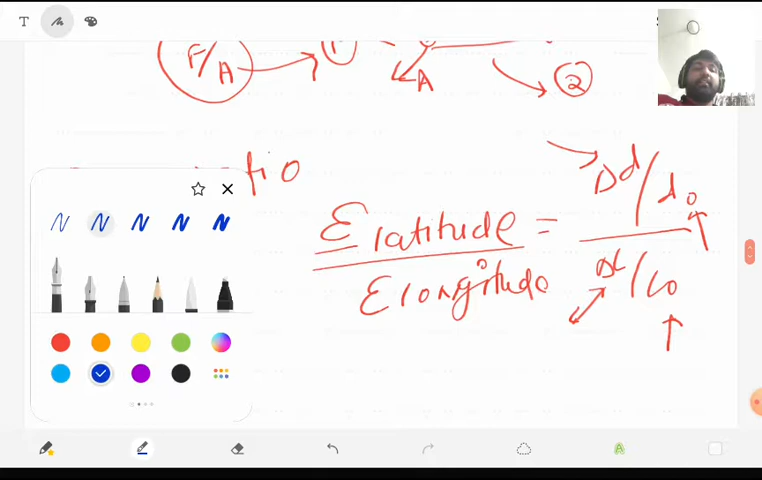 F/A
A
2
tio
ε latitude = Δd/d0
ε longitude ΔL/L0